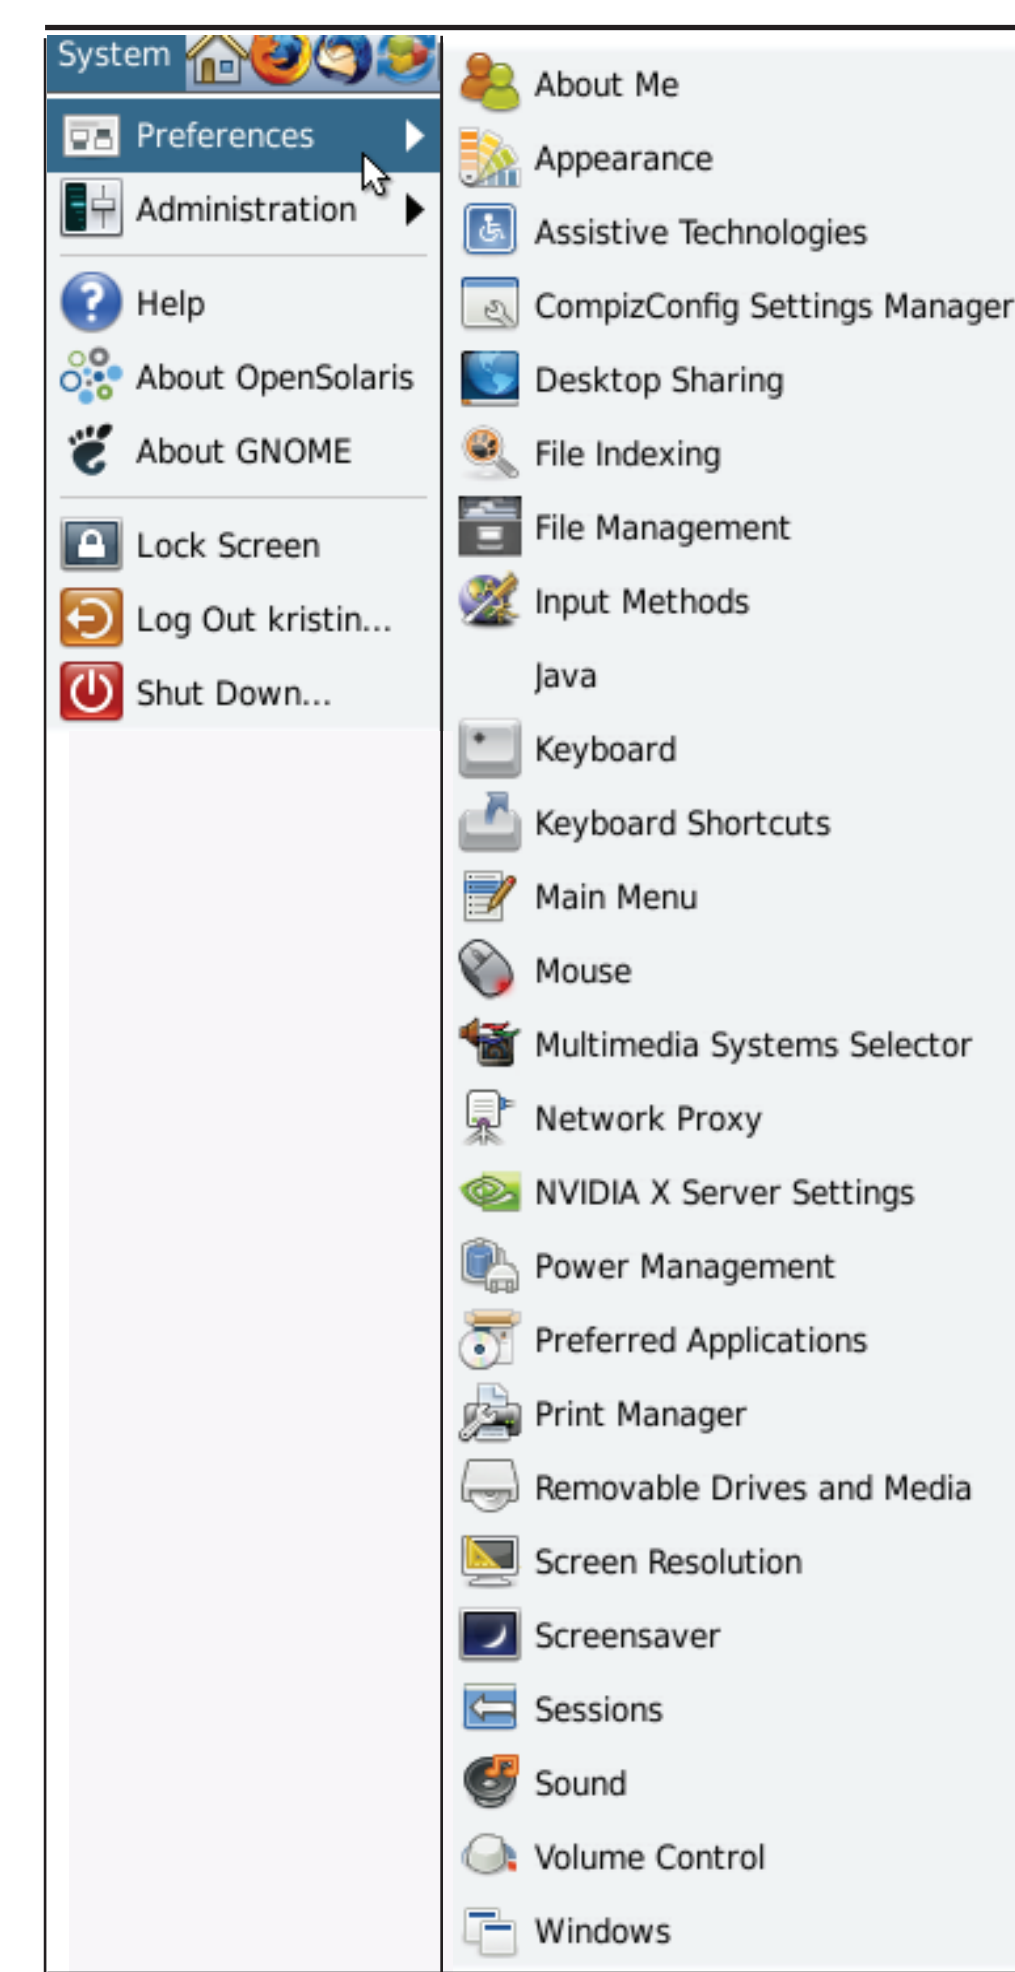 System
Preferences
Administration
Help
About OpenSolaris
About GNOME
Lock Screen
Log Out kristin...
Shut Down...
About Me
Appearance
Assistive Technologies
CompizConfig Settings Manager
Desktop Sharing
File Indexing
File Management
Input Methods
Java
Keyboard
Keyboard Shortcuts
Main Menu
Mouse
Multimedia Systems Selector
Network Proxy
NVIDIA X Server Settings
Power Management
Preferred Applications
Print Manager
Removable Drives and Media
Screen Resolution
Screensaver
Sessions
Sound
Volume Control
Windows